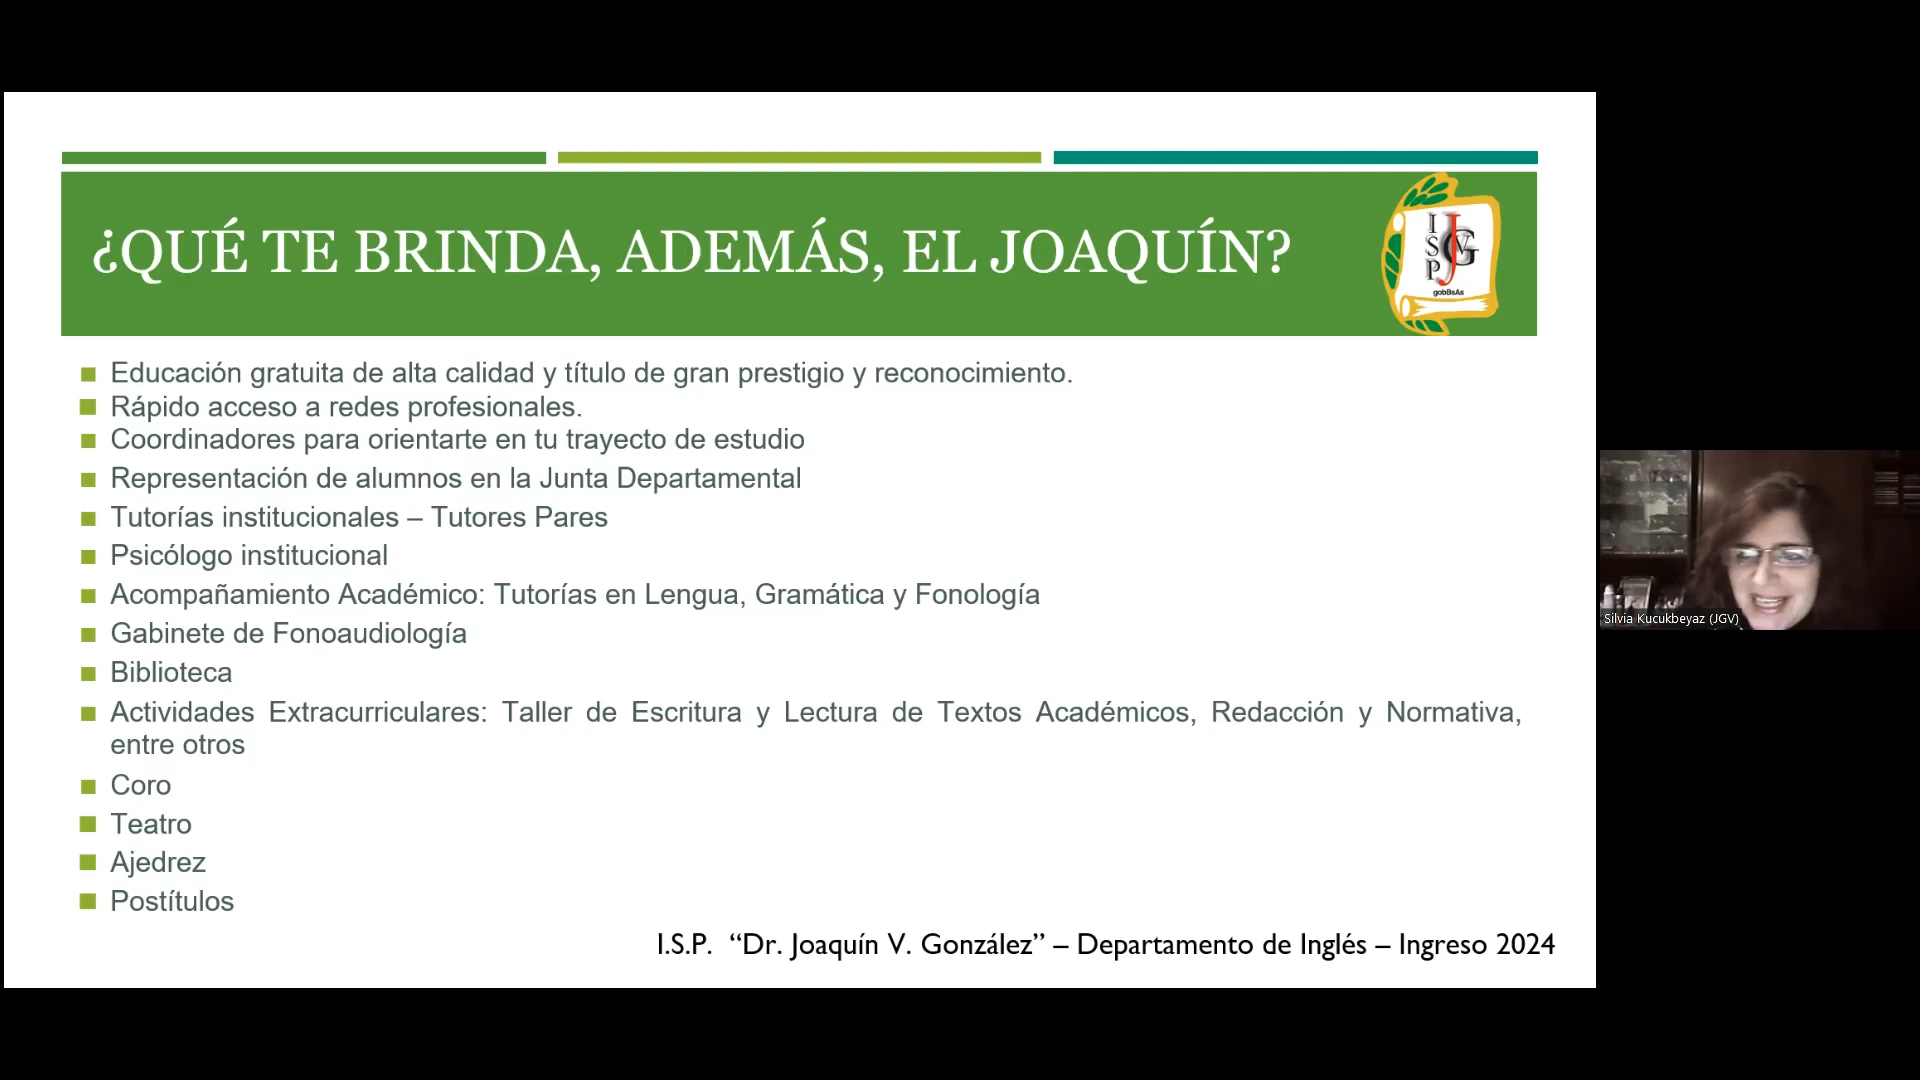 ¿QUÉ TE BRINDA, ADEMÁS, EL JOAQUÍN?
I
S
P
JVG
gobBsAs
Educación gratuita de alta calidad y título de gran prestigio y reconocimiento.
Rápido acceso a redes profesionales.
Coordinadores para orientarte en tu trayecto de estudio
Representación de alumnos en la Junta Departamental
Tutorías institucionales – Tutores Pares
Psicólogo institucional
Acompañamiento Académico: Tutorías en Lengua, Gramática y Fonología
Gabinete de Fonoaudiología
Biblioteca
Actividades Extracurriculares: Taller de Escritura y Lectura de Textos Académicos, Redacción y Normativa,
entre otros
Coro
Teatro
Ajedrez
Postítulos
I.S.P. “Dr. Joaquín V. González” – Departamento de Inglés – Ingreso 2024
Silvia Kucukbeyaz (JGV)